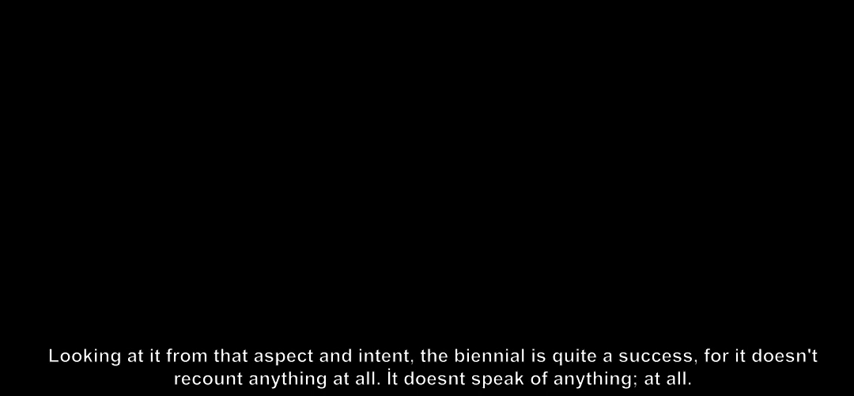 Looking at it from that aspect and intent, the biennial is quite a success, for it doesn't
recount anything at all. İt doesnt speak of anything; at all.